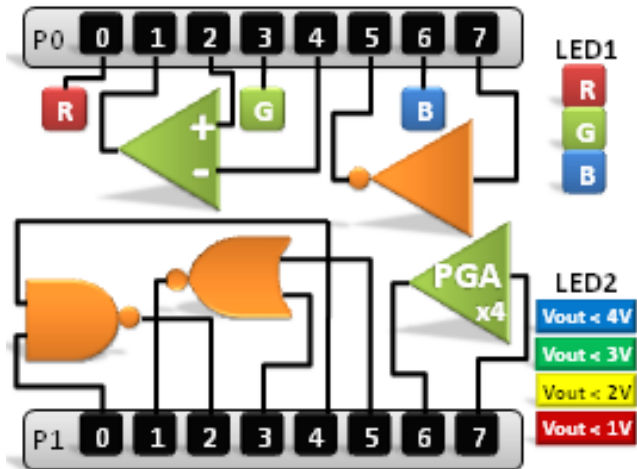 P0 0 1 2 3 4 5 6 7
LED1
R
G
B
R
G
B
+
-
PGA
x4
LED2
Vout < 4V
Vout < 3V
Vout < 2V
Vout < 1V
P1 0 1 2 3 4 5 6 7